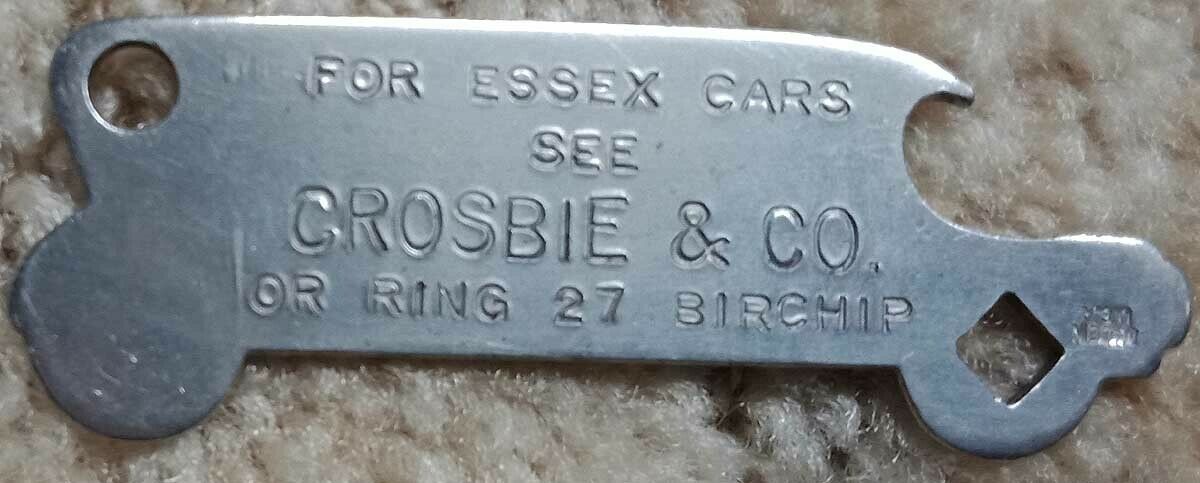 FOR ESSEX CARS
SEE
CROSBIE & CO.
OR RING 27 BIRCHIP